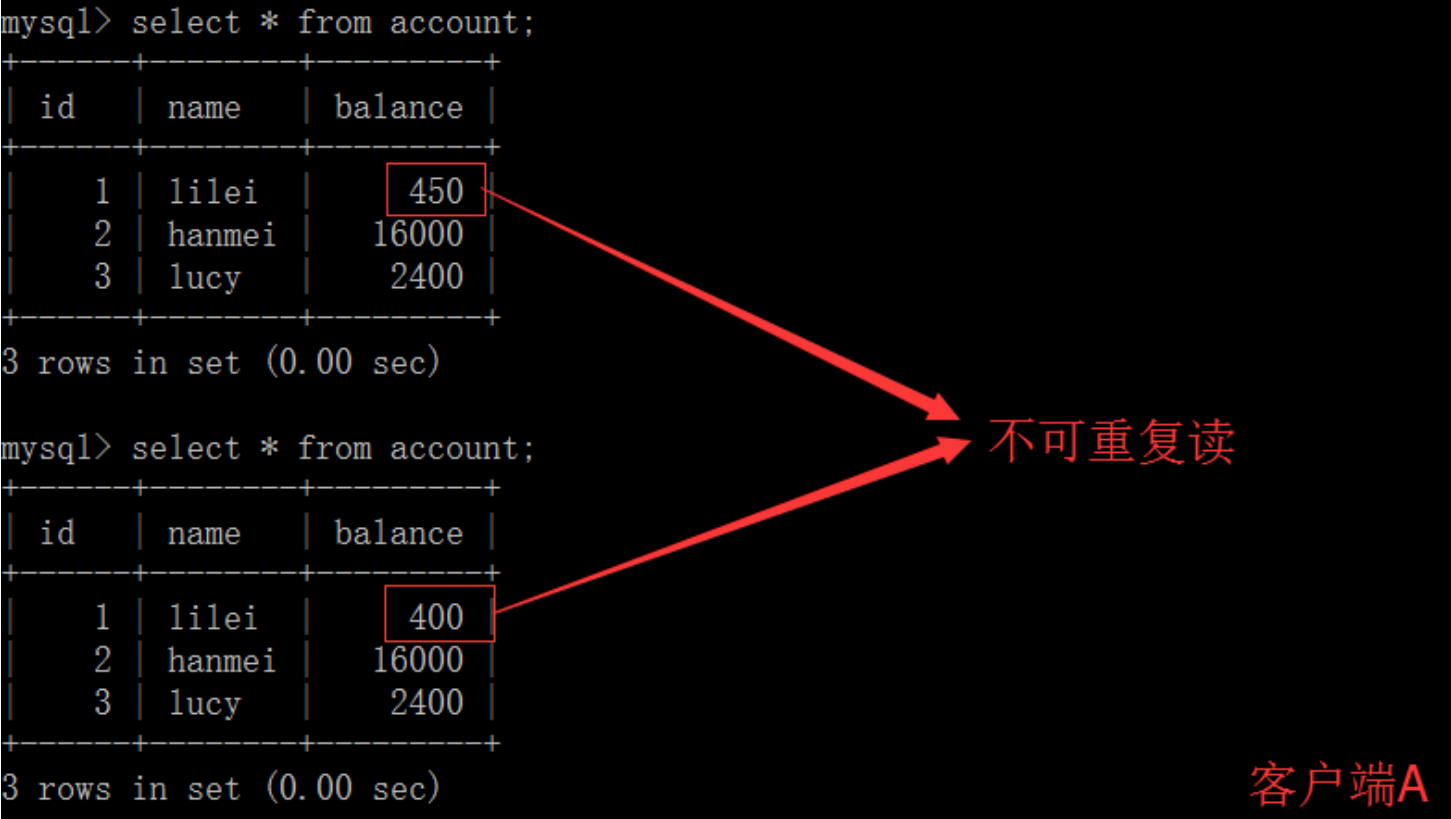 mysql> select * from account;
+------+--------+---------+
| id | name | balance |
+------+--------+---------+
| 1 | lilei | 450 |
| 2 | hanmei | 16000 |
| 3 | lucy | 2400 |
+------+--------+---------+
3 rows in set (0.00 sec)
不可重复读
mysql> select * from account;
+------+--------+---------+
| id | name | balance |
+------+--------+---------+
| 1 | lilei | 400 |
| 2 | hanmei | 16000 |
| 3 | lucy | 2400 |
+------+--------+---------+
3 rows in set (0.00 sec)
客户端A